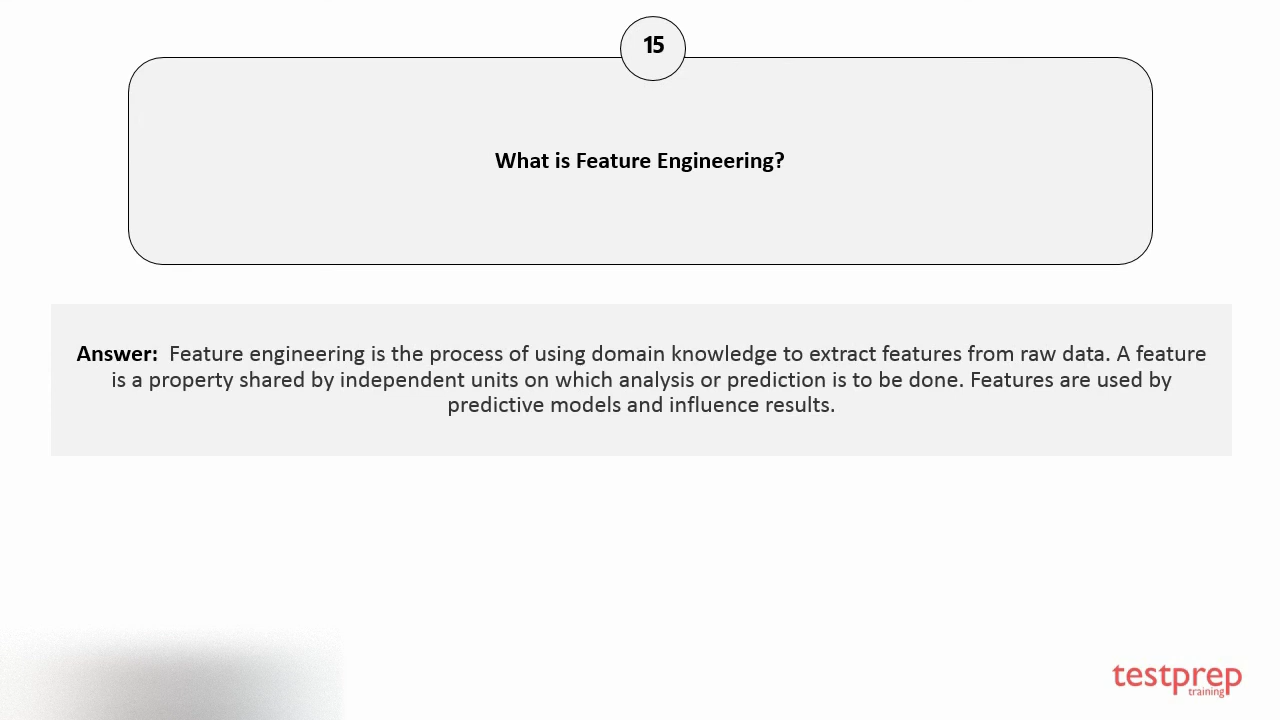 15
What is Feature Engineering?
Answer:  Feature engineering is the process of using domain knowledge to extract features from raw data. A feature
is a property shared by independent units on which analysis or prediction is to be done. Features are used by
predictive models and influence results.
testprep
training